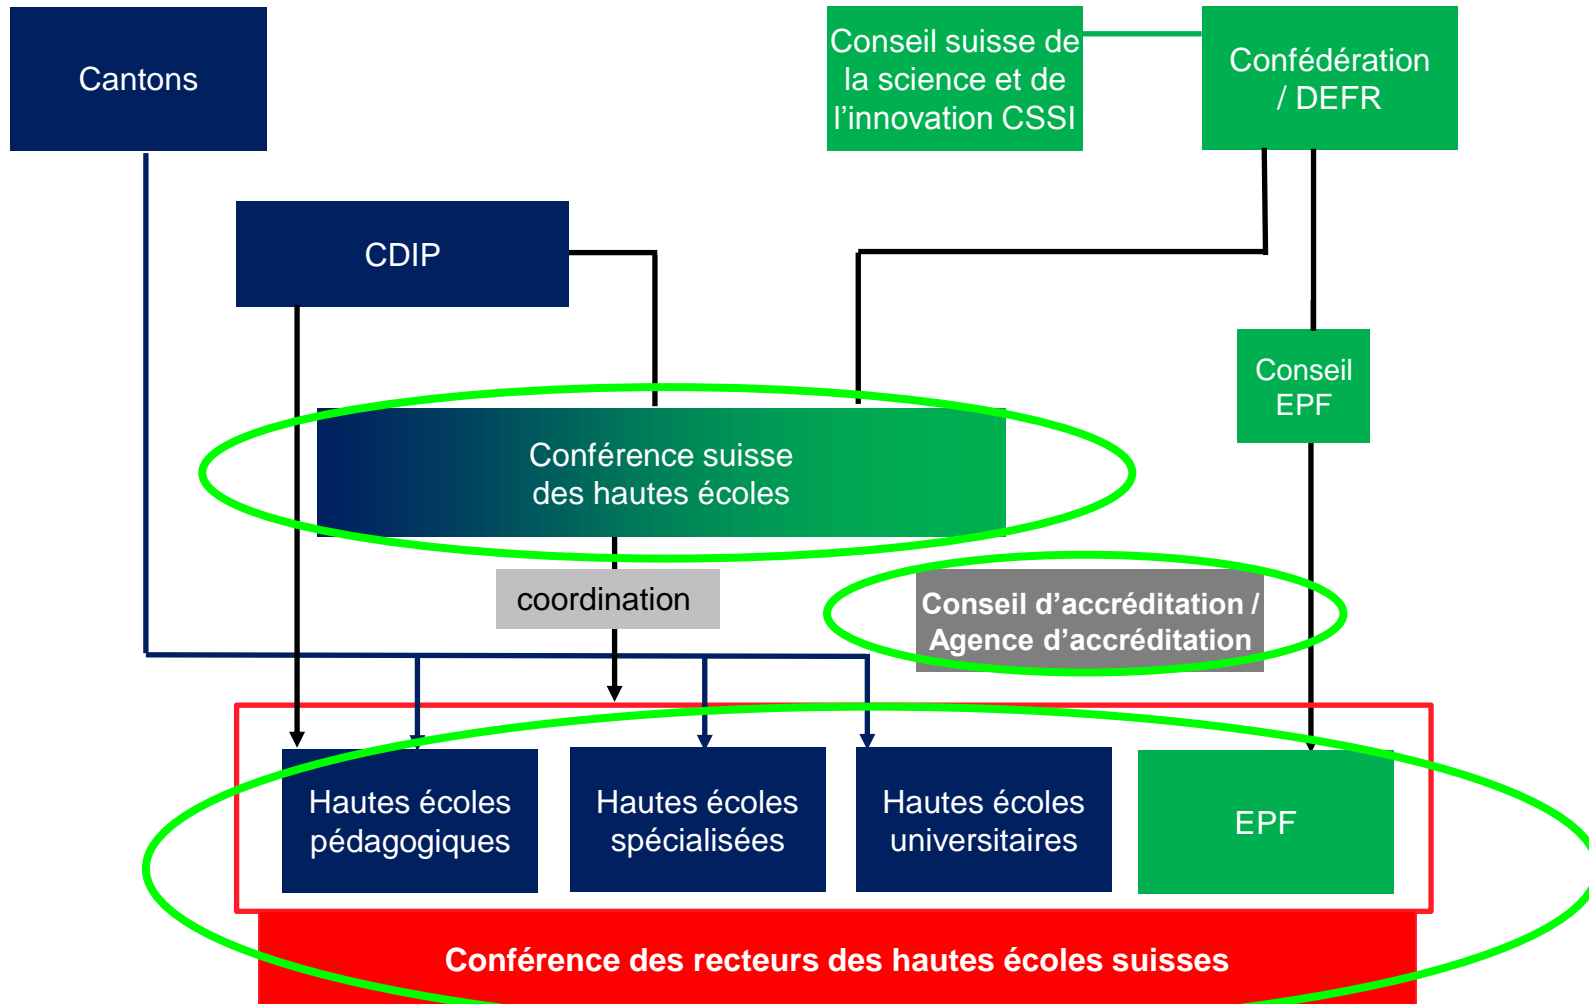 Cantons
Conseil suisse de
la science et de
l’innovation CSSI
Confédération
/ DEFR
CDIP
Conseil
EPF
Conférence suisse
des hautes écoles
coordination
Conseil d’accréditation /
Agence d’accréditation
Hautes écoles
pédagogiques
Hautes écoles
spécialisées
Hautes écoles
universitaires
EPF
Conférence des recteurs des hautes écoles suisses